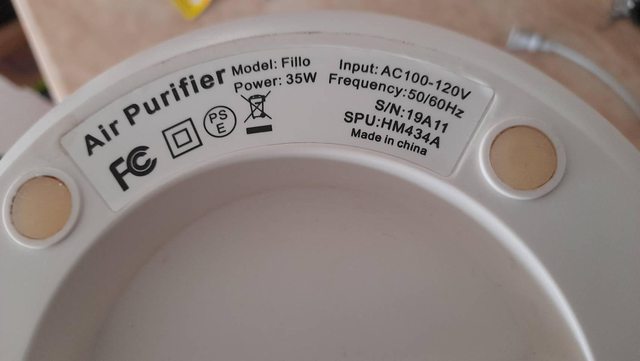 Air Purifier
Model: Fillo
Power: 35W
FC
PS
E
Input: AC100-120V
Frequency:50/60Hz
S/N:19A11
SPU:HM434A
Made in china